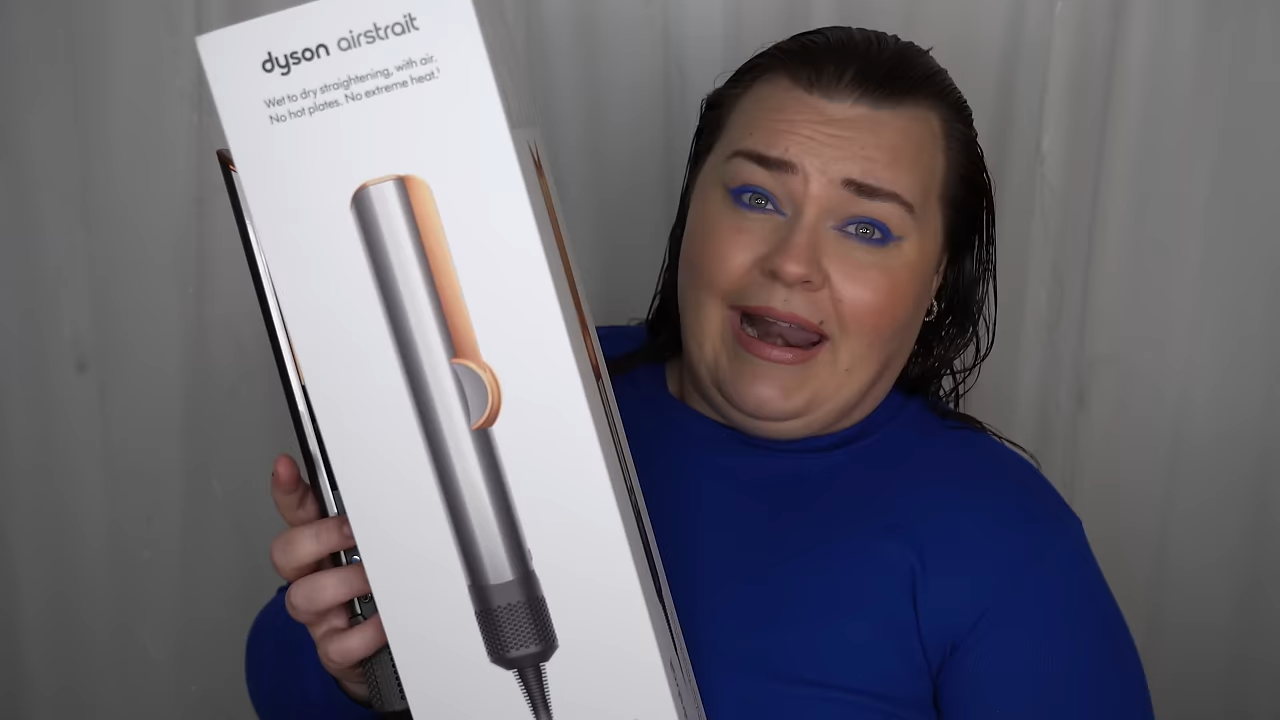 dyson airstrait
Wet to dry straightening, with air.
No hot plates. No extreme heat.¹